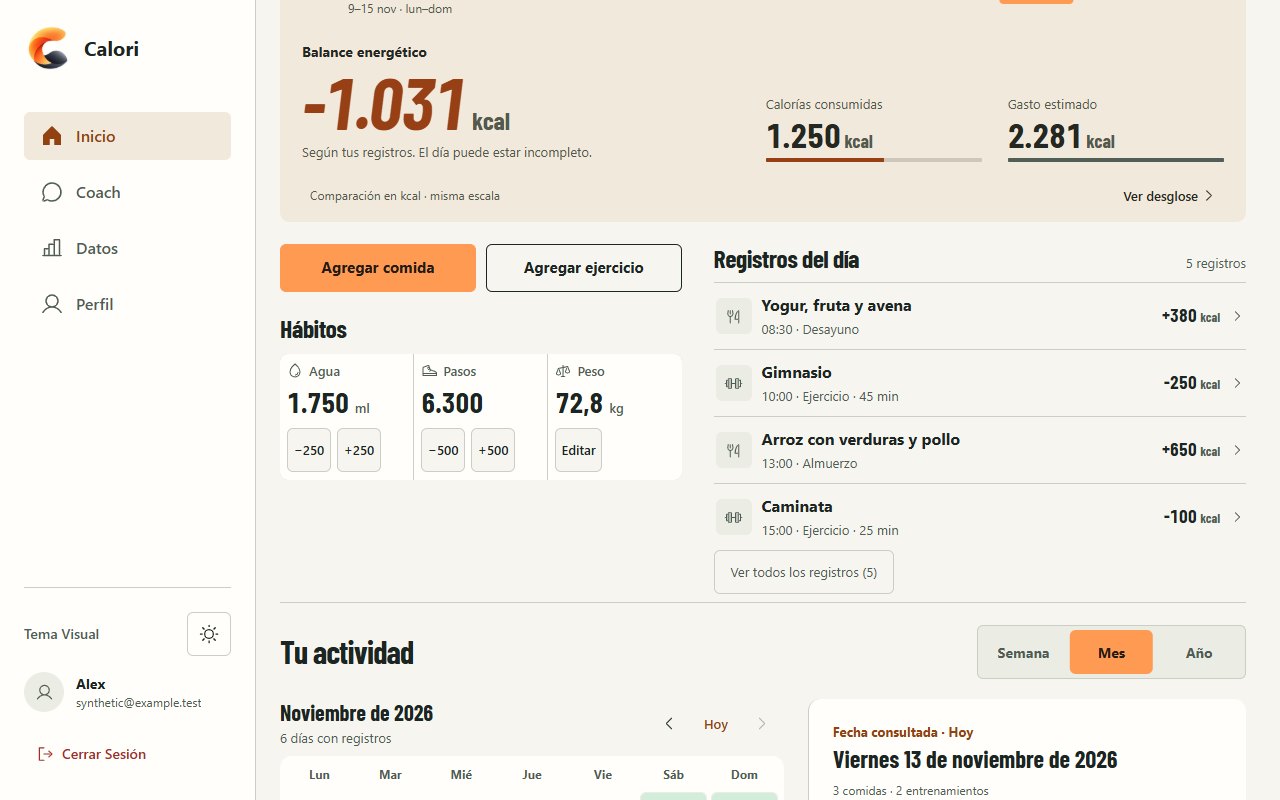 Calori
Inicio
Coach
Datos
Perfil
Tema Visual
Alex
synthetic@example.test
Cerrar Sesión
9–15 nov · lun–dom
Balance energético
-1.031 kcal
Según tus registros. El día puede estar incompleto.
Calorías consumidas
1.250 kcal
Gasto estimado
2.281 kcal
Comparación en kcal · misma escala
Ver desglose
Agregar comida
Agregar ejercicio
Hábitos
Agua
1.750 ml
−250
+250
Pasos
6.300
−500
+500
Peso
72,8 kg
Editar
Registros del día
5 registros
Yogur, fruta y avena
08:30 · Desayuno
+380 kcal
Gimnasio
10:00 · Ejercicio · 45 min
-250 kcal
Arroz con verduras y pollo
13:00 · Almuerzo
+650 kcal
Caminata
15:00 · Ejercicio · 25 min
-100 kcal
Ver todos los registros (5)
Tu actividad
Semana
Mes
Año
Noviembre de 2026
6 días con registros
Hoy
Lun Mar Mié Jue Vie Sáb Dom
Fecha consultada · Hoy
Viernes 13 de noviembre de 2026
3 comidas · 2 entrenamientos